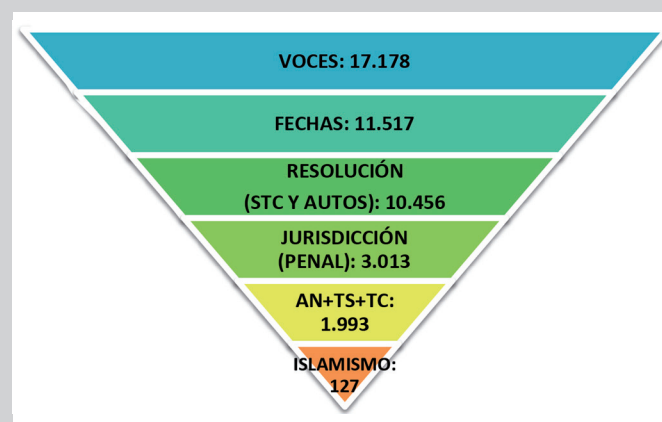 VOCES: 17.178
FECHAS: 11.517
RESOLUCIÓN
(STC Y AUTOS): 10.456
JURISDICCIÓN
(PENAL): 3.013
AN+TS+TC:
1.993
ISLAMISMO:
127